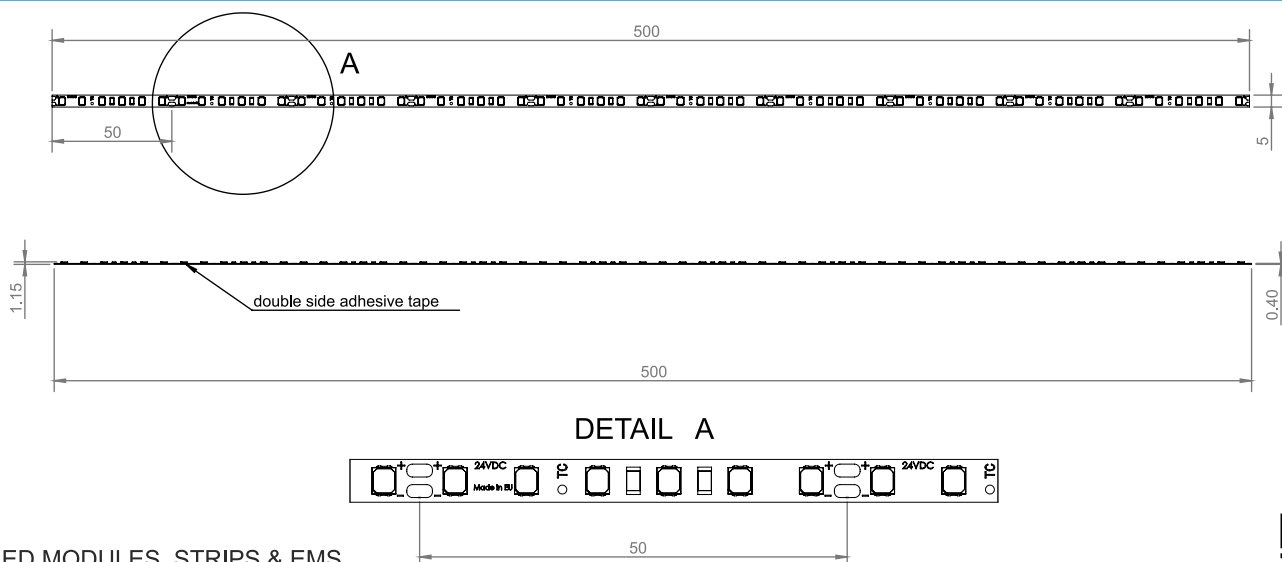 500
A
50
5
1.15
double side adhesive tape
0.40
500
DETAIL A
+ + 24VDC TC + + 24VDC TC
- - Made in EU - -
50
ED MODULES, STRIPS & EMS